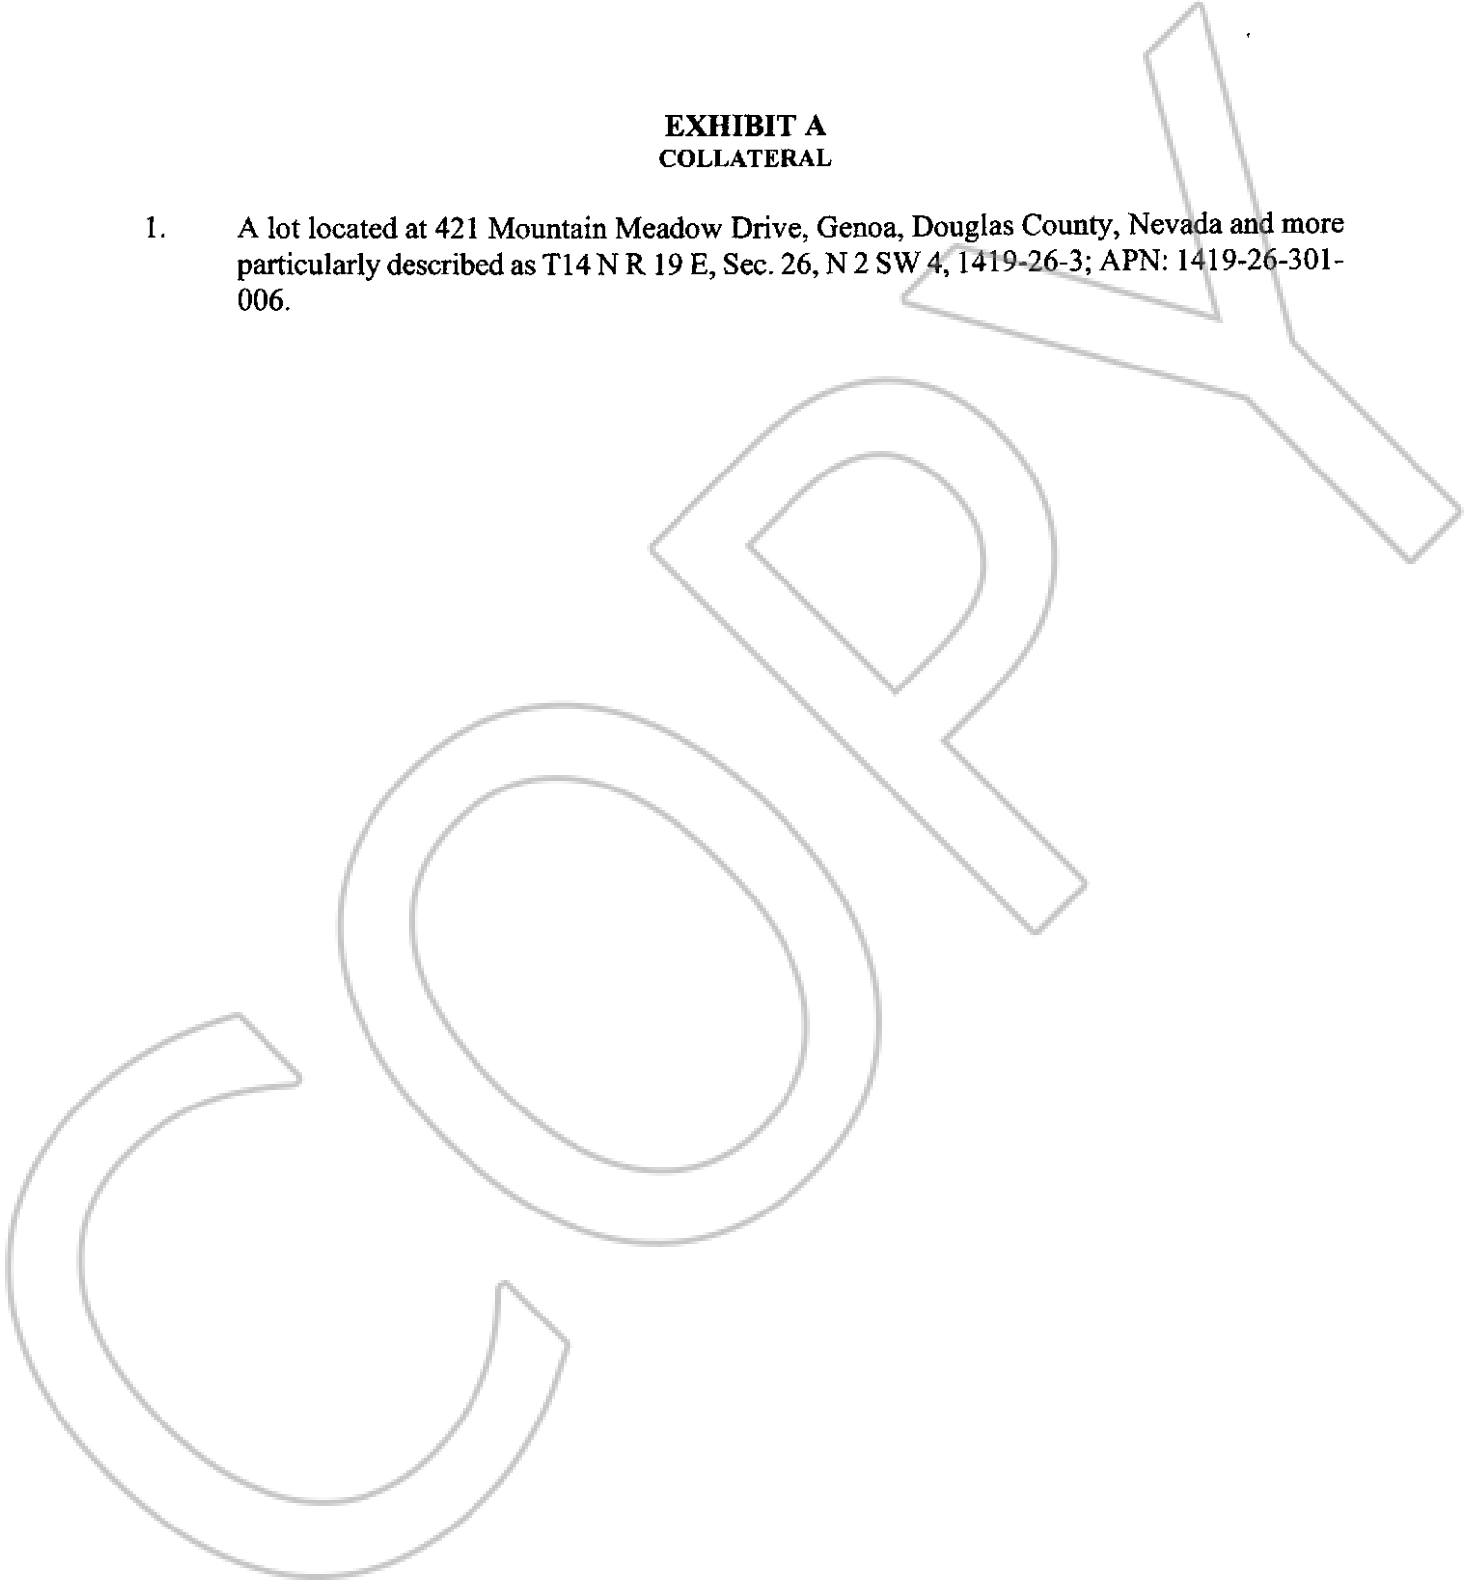 EXHIBIT A
COLLATERAL
1. A lot located at 421 Mountain Meadow Drive, Genoa, Douglas County, Nevada and more
particularly described as T14 N R 19 E, Sec. 26, N 2 SW 4, 1419-26-3; APN: 1419-26-301-
006.
COPY